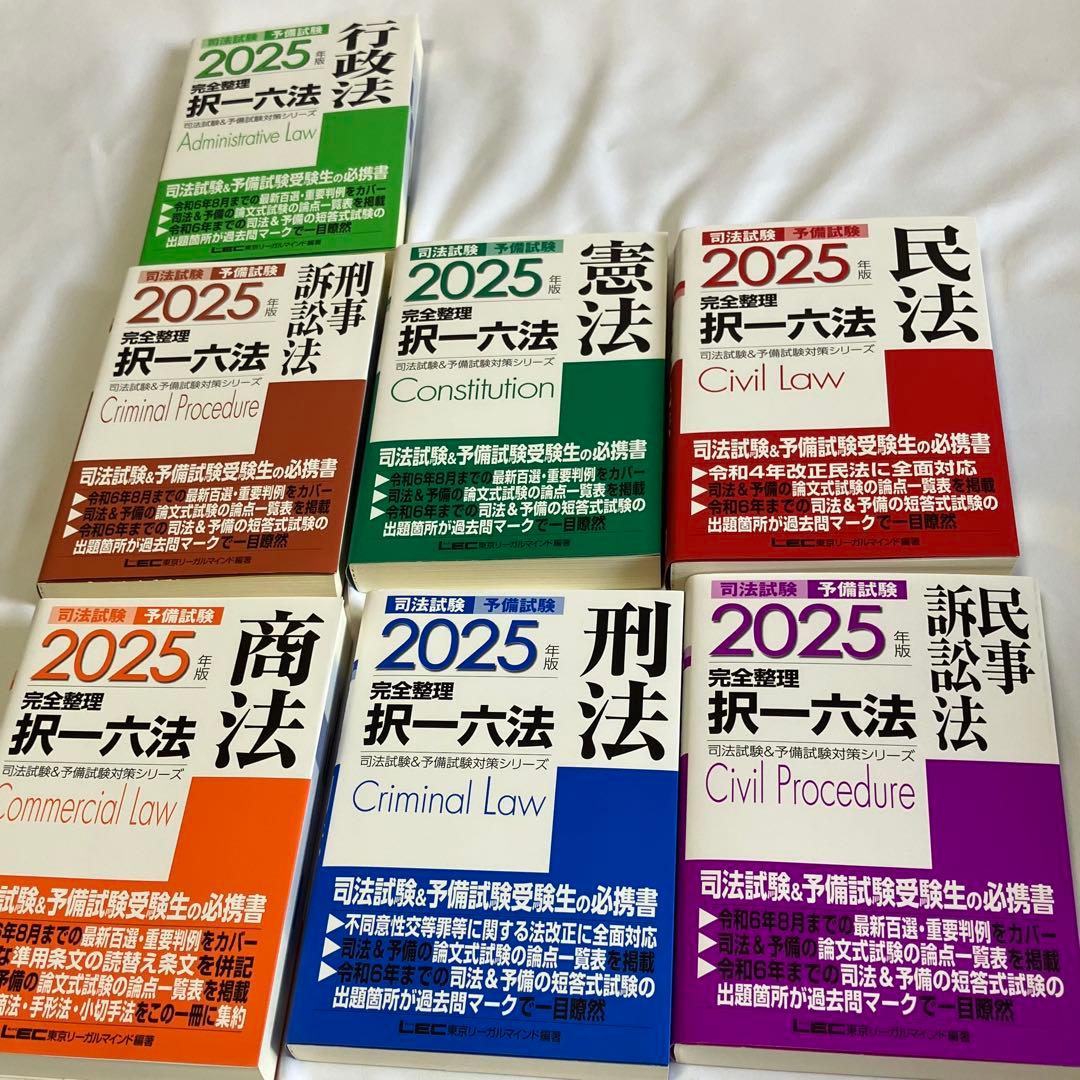 司法試験 予備試験
2025年版
行政法
完全整理
択一六法
司法試験&予備試験対策シリーズ
Administrative Law
司法試験&予備試験受験生の必携書
▶令和6年8月までの最新百選・重要判例をカバー
▶司法&予備の論文式試験の論点一覧表を掲載
▶令和6年までの司法&予備の短答式試験の
出題箇所が過去問マークで一目瞭然
LEC東京リーガルマインド編著
司法試験 予備試験
2025年版
刑事訴訟法
完全整理
択一六法
司法試験&予備試験対策シリーズ
Criminal Procedure
司法試験&予備試験受験生の必携書
▶令和6年8月までの最新百選・重要判例をカバー
▶司法&予備の論文式試験の論点一覧表を掲載
▶令和6年までの司法&予備の短答式試験の
出題箇所が過去問マークで一目瞭然
LEC東京リーガルマインド編著
司法試験 予備試験
2025年版
憲法
完全整理
択一六法
司法試験&予備試験対策シリーズ
Constitution
司法試験&予備試験受験生の必携書
▶令和6年8月までの最新百選・重要判例をカバー
▶司法&予備の論文式試験の論点一覧表を掲載
▶令和6年までの司法&予備の短答式試験の
出題箇所が過去問マークで一目瞭然
LEC東京リーガルマインド編著
司法試験 予備試験
2025年版
民法
完全整理
択一六法
司法試験&予備試験対策シリーズ
Civil Law
司法試験&予備試験受験生の必携書
▶令和4年改正民法に全面対応
▶司法&予備の論文式試験の論点一覧表を掲載
▶令和6年までの司法&予備の短答式試験の
出題箇所が過去問マークで一目瞭然
LEC東京リーガルマインド編著
司法試験 予備試験
2025年版
商法
完全整理
択一六法
司法試験&予備試験対策シリーズ
Commercial Law
試験&予備試験受験生の必携書
6年8月までの最新百選・重要判例をカバー
な準用条文の読替え条文を併記
予備の論文式試験の論点一覧表を掲載
商法・手形法・小切手法をこの一冊に集約
LEC東京リーガルマインド編著
司法試験 予備試験
2025年版
刑法
完全整理
択一六法
司法試験&予備試験対策シリーズ
Criminal Law
司法試験&予備試験受験生の必携書
▶不同意性交等罪等に関する法改正に全面対応
▶司法&予備の論文式試験の論点一覧表を掲載
▶令和6年までの司法&予備の短答式試験の
出題箇所が過去問マークで一目瞭然
LEC東京リーガルマインド編著
司法試験 予備試験
2025年版
民事訴訟法
完全整理
択一六法
司法試験&予備試験対策シリーズ
Civil Procedure
司法試験&予備試験受験生の必携書
▶令和6年8月までの最新百選・重要判例をカバー
▶司法&予備の論文式試験の論点一覧表を掲載
▶令和6年までの司法&予備の短答式試験の
出題箇所が過去問マークで一目瞭然
LEC東京リーガルマインド編著